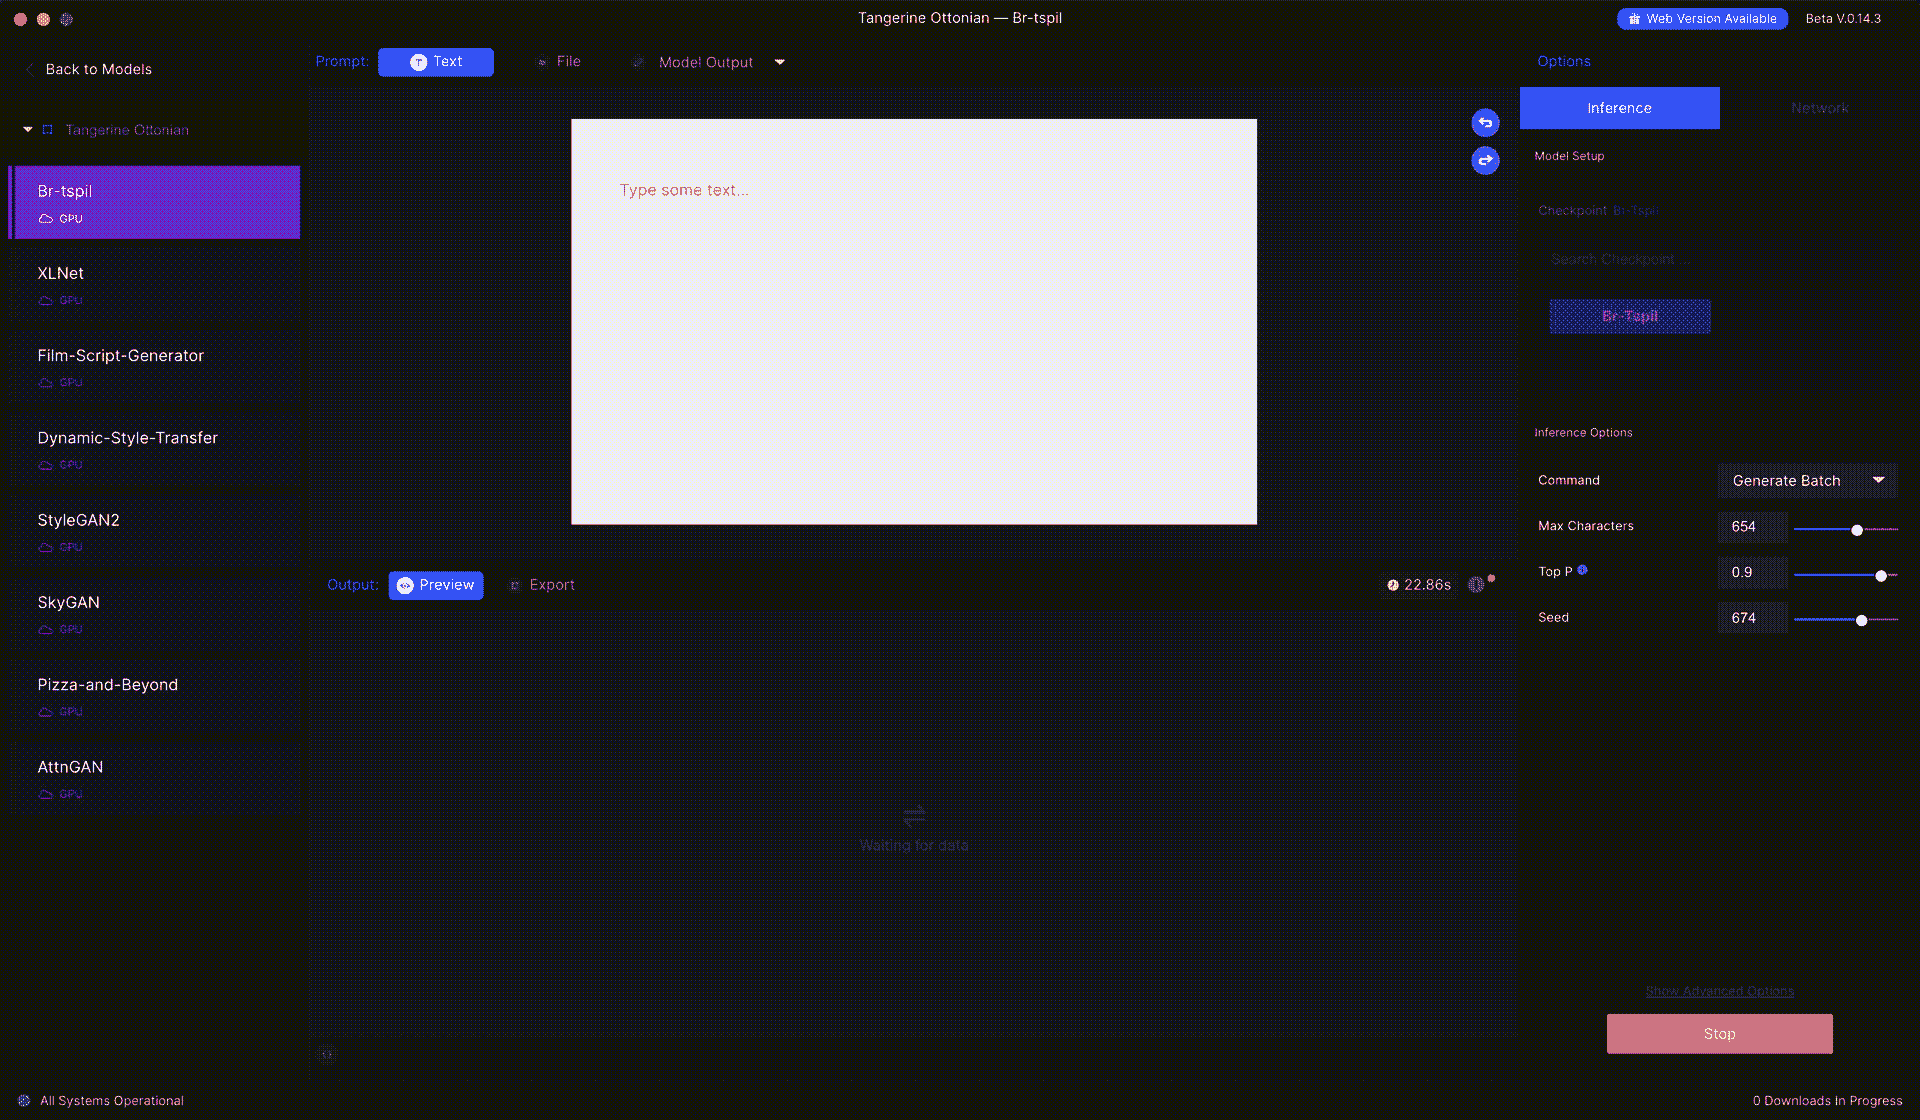 Tangerine Ottonian — Br-tspil
Web Version Available
Beta V.0.14.3
Back to Models
Tangerine Ottonian
Br-tspil
GPU
XLNet
GPU
Film-Script-Generator
GPU
Dynamic-Style-Transfer
GPU
StyleGAN2
GPU
SkyGAN
GPU
Pizza-and-Beyond
GPU
AttnGAN
GPU
Prompt:
Text
File
Model Output
Type some text...
Output:
Preview
Export
22.86s
Waiting for data
Options
Inference
Network
Model Setup
Checkpoint Br-Tspil
Search Checkpoint ...
Br-Tspil
Inference Options
Command
Generate Batch
Max Characters
654
Top P
0.9
Seed
674
Show Advanced Options
Stop
All Systems Operational
0 Downloads In Progress